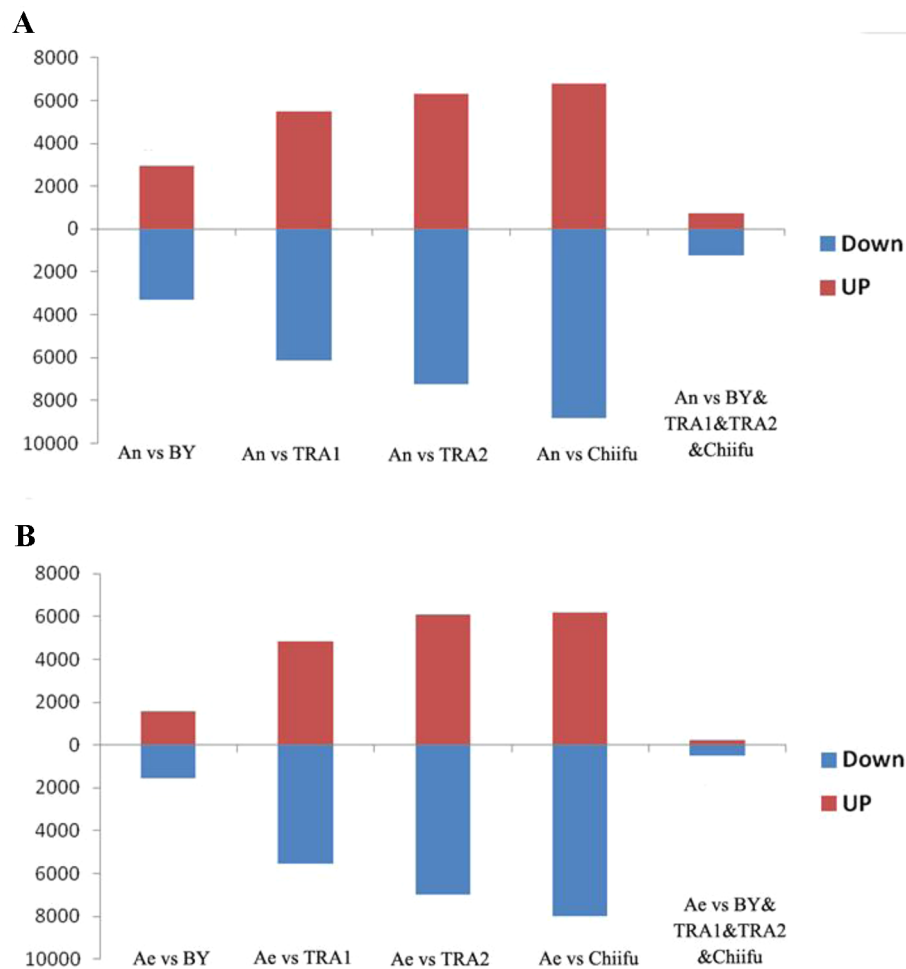 A
8000
6000
4000
2000
0
2000
4000
6000
8000
10000
An vs BY
An vs TRA1
An vs TRA2
An vs Chiifu
An vs BY&
TRA1&TRA2
&Chiifu
Down
UP
B
8000
6000
4000
2000
0
2000
4000
6000
8000
10000
Ae vs BY
Ae vs TRA1
Ae vs TRA2
Ae vs Chiifu
Ae vs BY&
TRA1&TRA2
&Chiifu
Down
UP